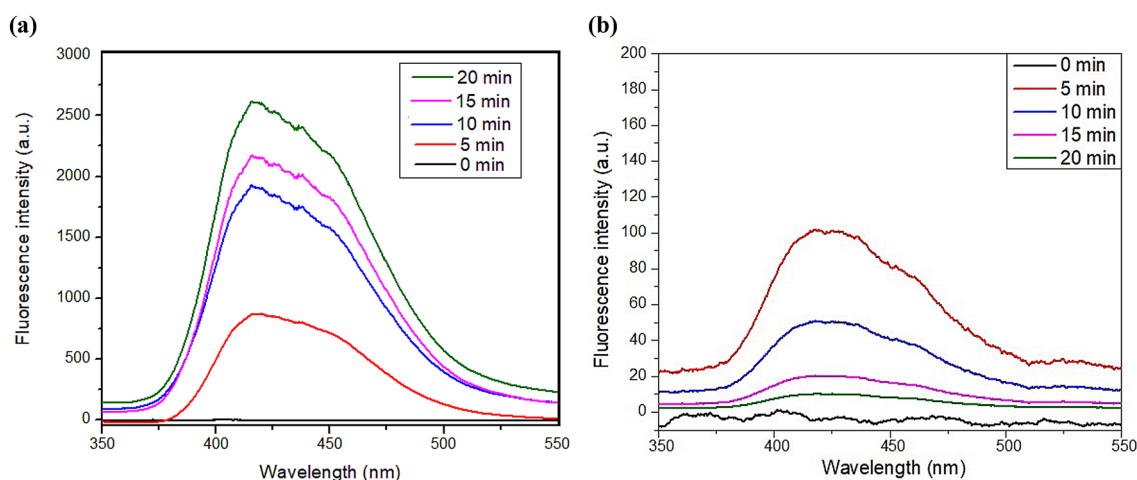 (a)
3000
2500
2000
1500
1000
500
0
Fluorescence intensity (a.u.)
20 min
15 min
10 min
5 min
0 min
350 400 450 500 550
Wavelength (nm)
(b)
200
180
160
140
120
100
80
60
40
20
0
Fluorescence intensity (a.u.)
0 min
5 min
10 min
15 min
20 min
350 400 450 500 550
Wavelength (nm)